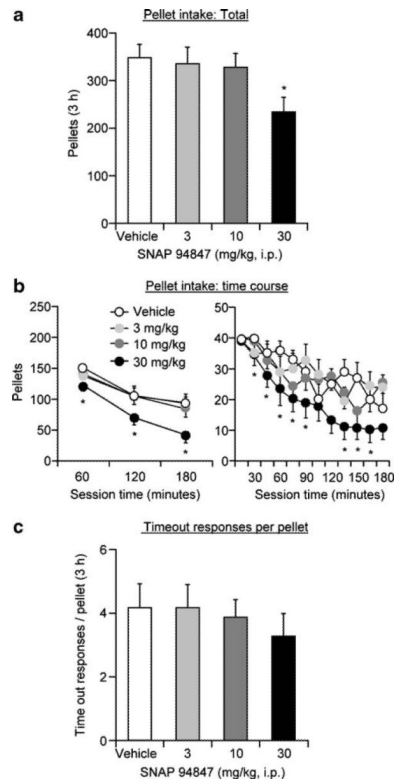 a
Pellet intake: Total
400
300
200
100
0
Pellets (3 h)
*
Vehicle 3 10 30
SNAP 94847 (mg/kg, i.p.)
b
Pellet intake: time course
250
200
150
100
50
0
Pellets
Vehicle
3 mg/kg
10 mg/kg
30 mg/kg
* * *
60 120 180
Session time (minutes)
50
40
30
20
10
0
* * * * * * * *
30 60 90 120 150 180
Session time (minutes)
c
Timeout responses per pellet
6
4
2
0
Time out responses / pellet (3 h)
Vehicle 3 10 30
SNAP 94847 (mg/kg, i.p.)